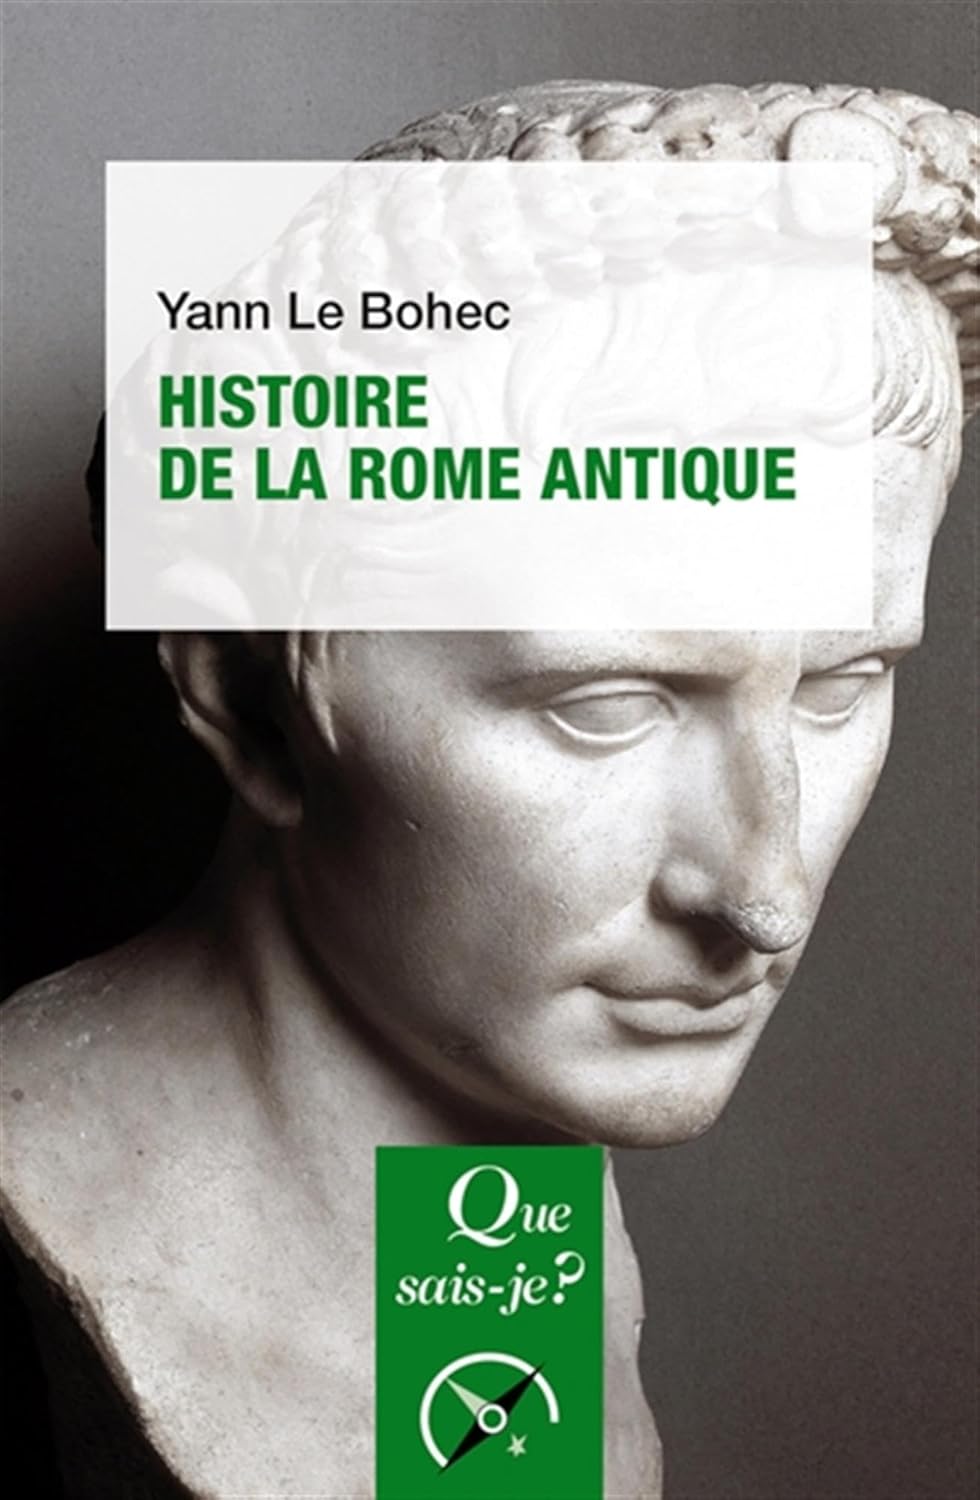 Yann Le Bohec
HISTOIRE
DE LA ROME ANTIQUE
Que
sais-je?